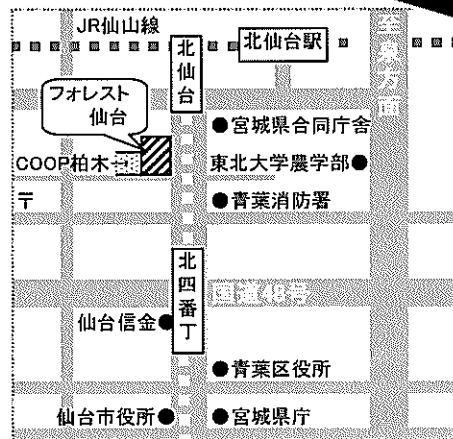 JR仙山線
北仙台駅
北仙台
フォレスト
仙台
●宮城県合同庁舎
COOP柏木→
東北大学農学部●
〒
●青葉消防署
北四番丁
国道48号
仙台信金●
●青葉区役所
仙台市役所●
●宮城県庁